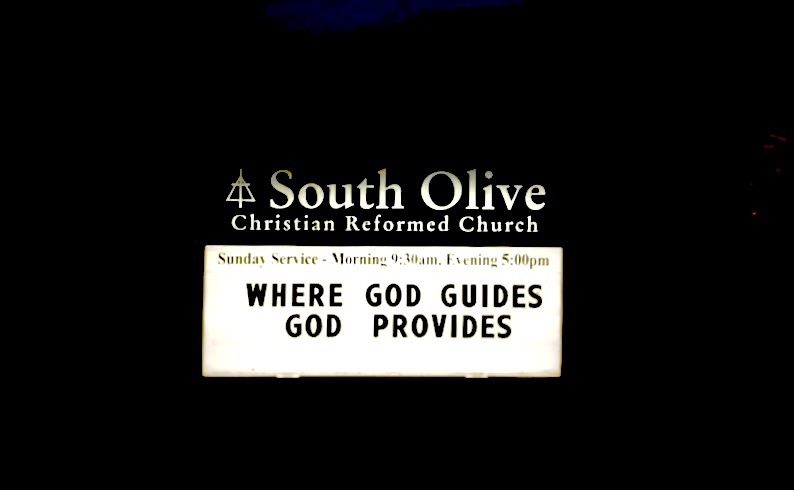 South Olive
Christian Reformed Church
Sunday Service - Morning 9:30am. Evening 5:00pm
WHERE GOD GUIDES
GOD PROVIDES